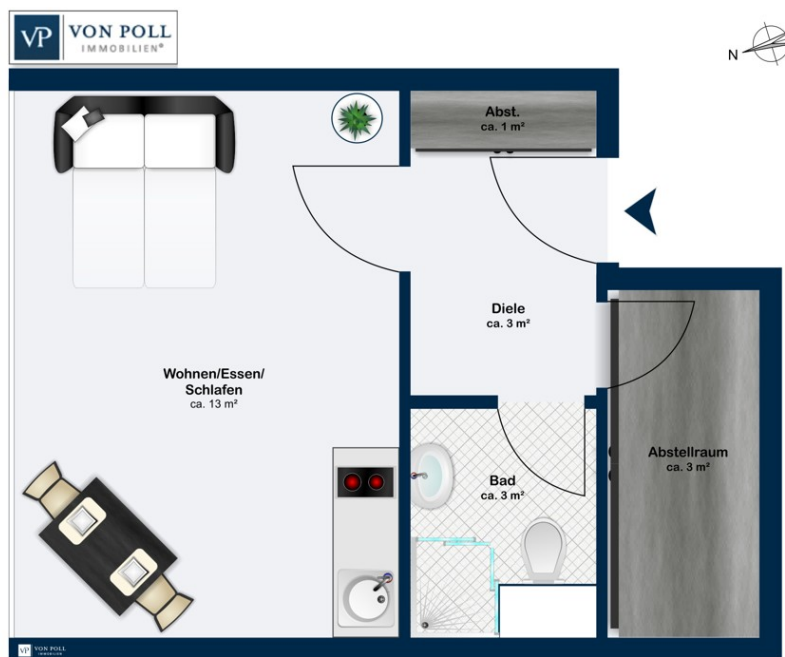 VP VON POLL
IMMOBILIEN®
N
Abst.
ca. 1 m²
Diele
ca. 3 m²
Wohnen/Essen/
Schlafen
ca. 13 m²
Bad
ca. 3 m²
Abstellraum
ca. 3 m²
VP VON POLL
IMMOBILIEN